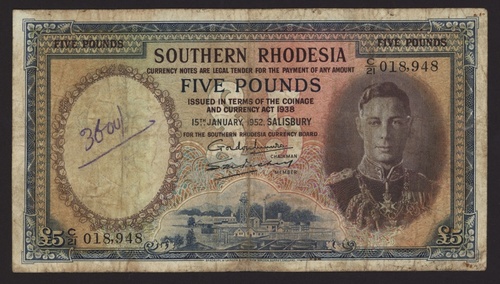 FIVE POUNDS FIVE POUNDS
SOUTHERN RHODESIA
C/21 018,948
CURRENCY NOTES ARE LEGAL TENDER FOR THE PAYMENT OF ANY AMOUNT
FIVE POUNDS
ISSUED IN TERMS OF THE COINAGE
AND CURRENCY ACT 1938
15TH JANUARY, 1952, SALISBURY
FOR THE SOUTHERN RHODESIA CURRENCY BOARD
CHAIRMAN
MEMBER
£5 C/21 018,948 £5